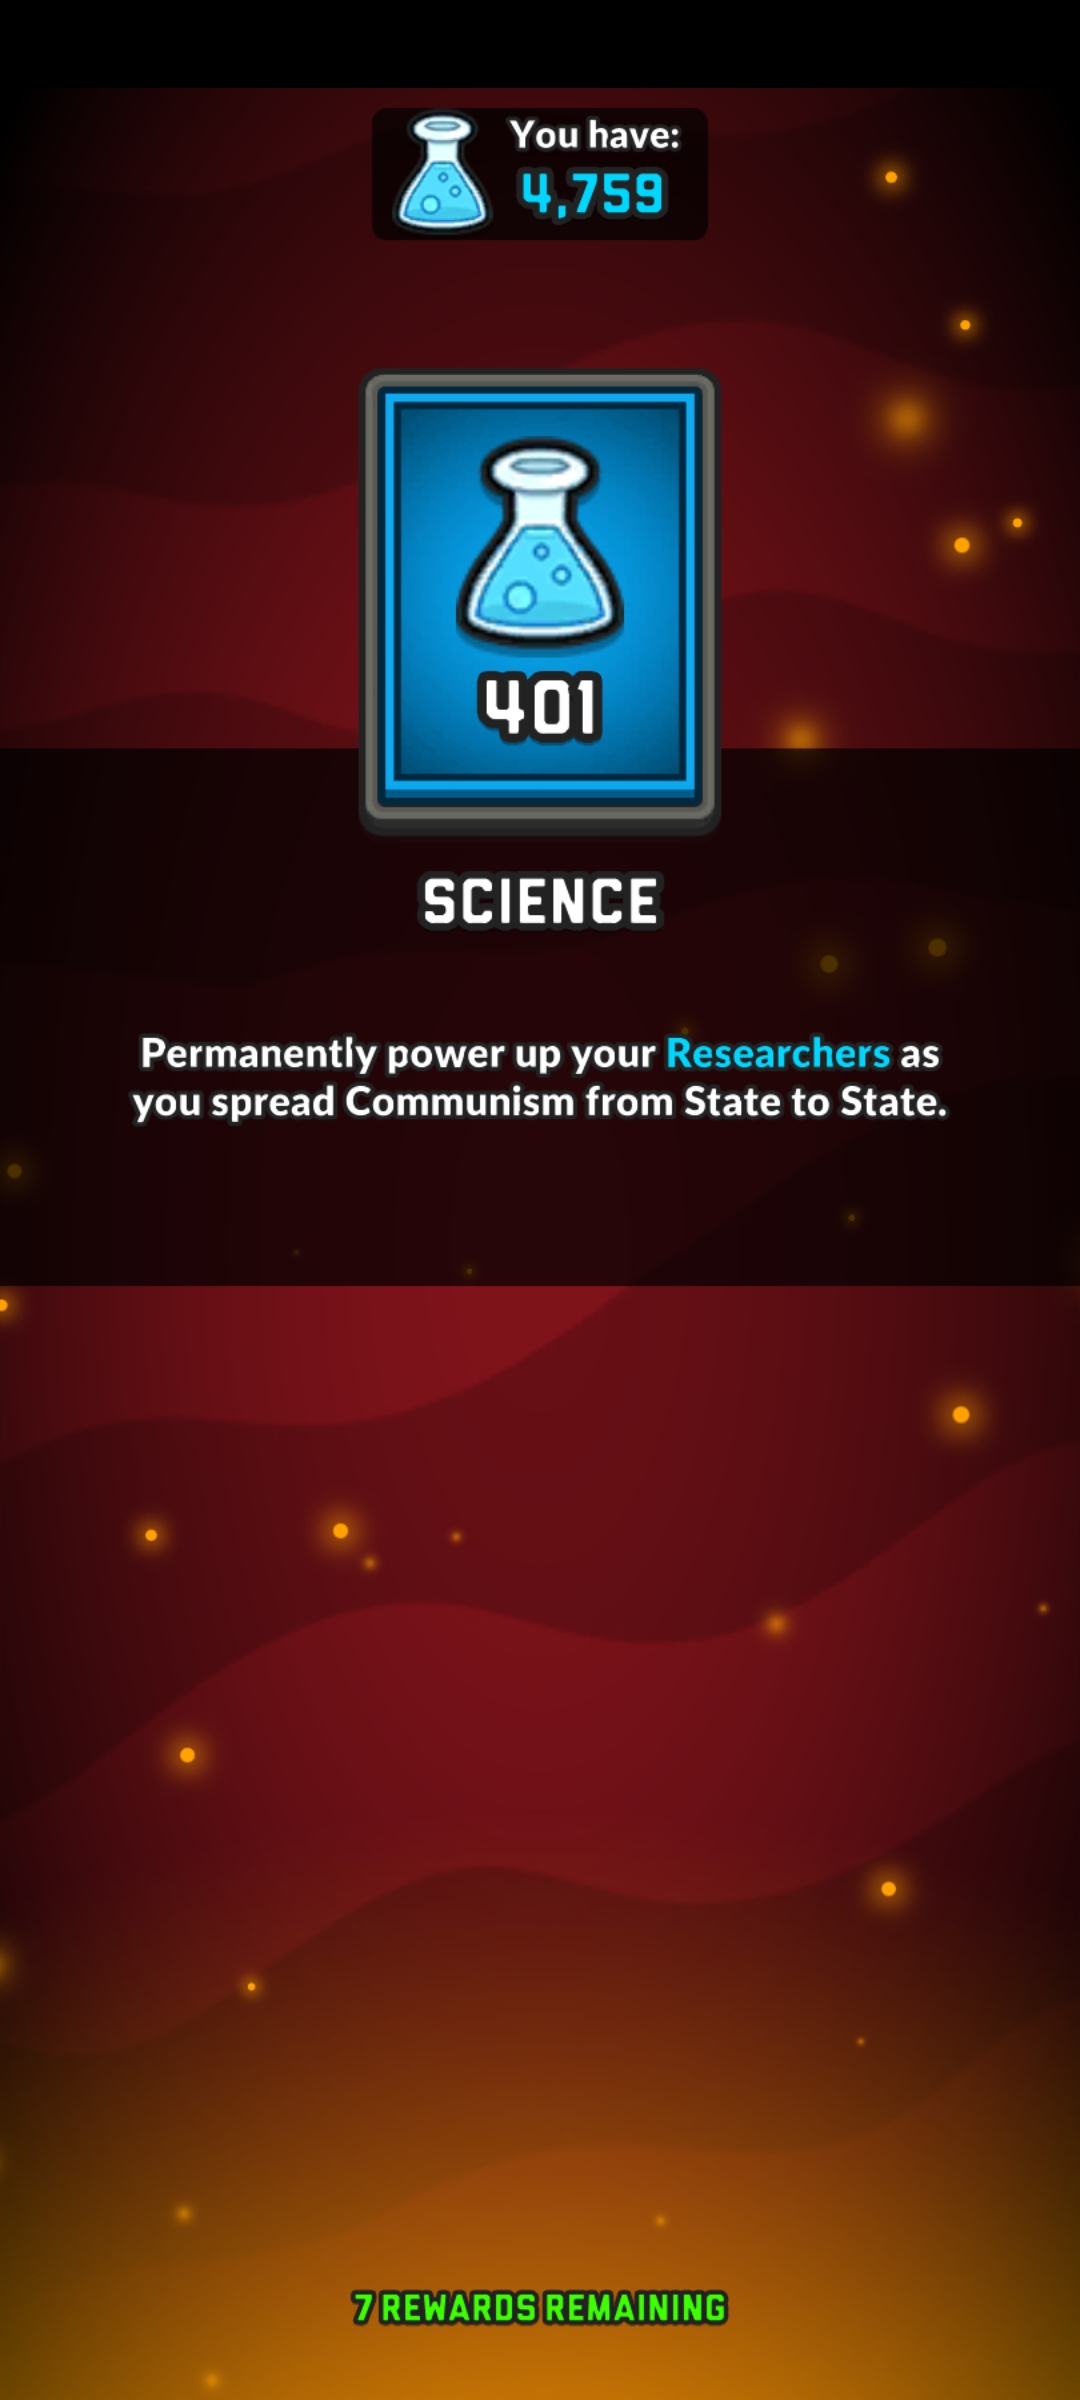 You have:
4,759
401
SCIENCE
Permanently power up your Researchers as
you spread Communism from State to State.
7 REWARDS REMAINING